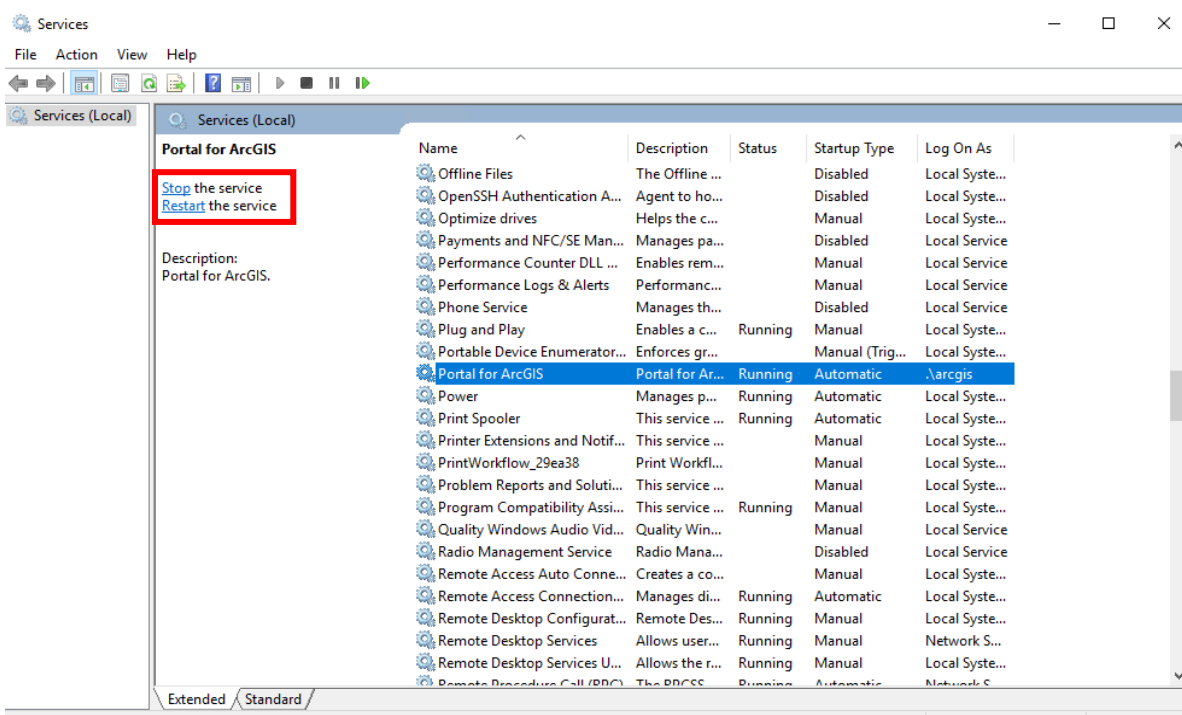 Services
File Action View Help
Services (Local)
Services (Local)
Portal for ArcGIS
Stop the service
Restart the service
Description:
Portal for ArcGIS.
Name Description Status Startup Type Log On As
Offline Files The Offline ... Disabled Local Syste...
OpenSSH Authentication A... Agent to ho... Disabled Local Syste...
Optimize drives Helps the c... Manual Local Syste...
Payments and NFC/SE Man... Manages pa... Disabled Local Service
Performance Counter DLL ... Enables rem... Manual Local Service
Performance Logs & Alerts Performanc... Manual Local Service
Phone Service Manages th... Disabled Local Service
Plug and Play Enables a c... Running Manual Local Syste...
Portable Device Enumerator... Enforces gr... Manual (Trig... Local Syste...
Portal for ArcGIS Portal for Ar... Running Automatic .\arcgis
Power Manages p... Running Automatic Local Syste...
Print Spooler This service ... Running Automatic Local Syste...
Printer Extensions and Notif... This service ... Manual Local Syste...
PrintWorkflow_29ea38 Print Workfl... Manual Local Syste...
Problem Reports and Soluti... This service ... Manual Local Syste...
Program Compatibility Assi... This service ... Running Manual Local Syste...
Quality Windows Audio Vid... Quality Win... Manual Local Service
Radio Management Service Radio Mana... Disabled Local Service
Remote Access Auto Conne... Creates a co... Manual Local Syste...
Remote Access Connection... Manages di... Running Automatic Local Syste...
Remote Desktop Configurat... Remote Des... Running Manual Local Syste...
Remote Desktop Services Allows user... Running Manual Network S...
Remote Desktop Services U... Allows the r... Running Manual Local Syste...
Remote Procedure Call (RPC) The RPCSS Running Automatic Network S
Extended Standard